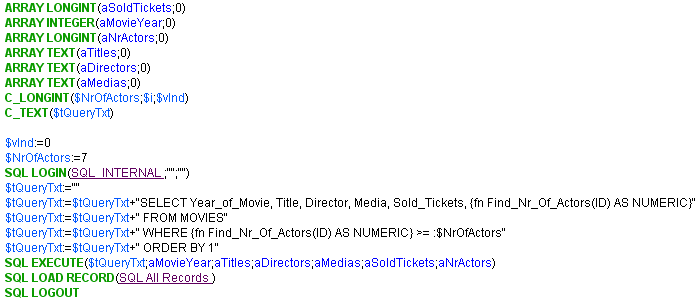 ARRAY LONGINT(aSoldTickets;0)
ARRAY INTEGER(aMovieYear;0)
ARRAY LONGINT(aNrActors;0)
ARRAY TEXT(aTitles;0)
ARRAY TEXT(aDirectors;0)
ARRAY TEXT(aMedias;0)
C_LONGINT($NrOfActors;$i;$vInd)
C_TEXT($tQueryTxt)
$vInd:=0
$NrOfActors:=7
SQL LOGIN(SQL_INTERNAL ;"";"")
$tQueryTxt:=""
$tQueryTxt:=$tQueryTxt+"SELECT Year_of_Movie, Title, Director, Media, Sold_Tickets, {fn Find_Nr_Of_Actors(ID) AS NUMERIC}"
$tQueryTxt:=$tQueryTxt+" FROM MOVIES"
$tQueryTxt:=$tQueryTxt+" WHERE {fn Find_Nr_Of_Actors(ID) AS NUMERIC} >= :$NrOfActors"
$tQueryTxt:=$tQueryTxt+" ORDER BY 1"
SQL EXECUTE($tQueryTxt;aMovieYear;aTitles;aDirectors;aMedias;aSoldTickets;aNrActors)
SQL LOAD RECORD(SQL All Records )
SQL LOGOUT